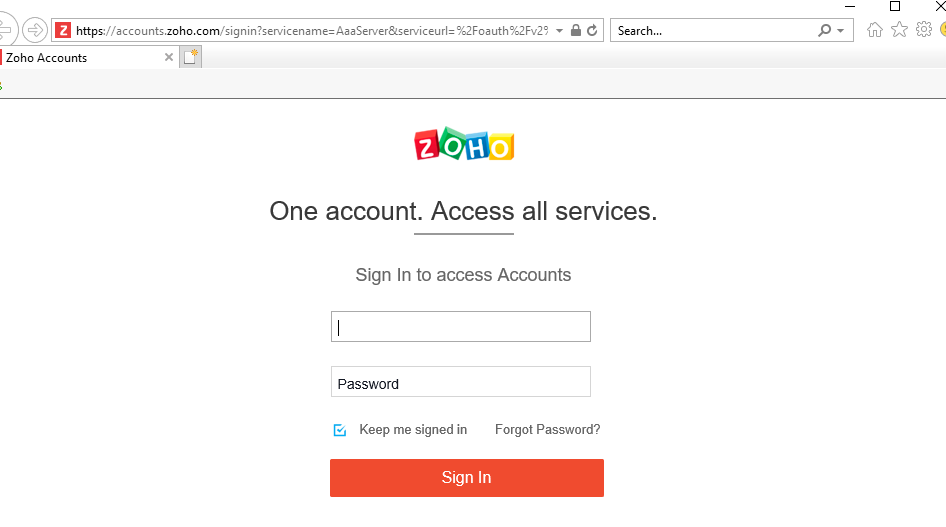 https://accounts.zoho.com/signin?servicename=AaaServer&serviceurl=%2Foauth%2Fv2%
Search...
Zoho Accounts
ZOHO
One account. Access all services.
Sign In to access Accounts
Password
Keep me signed in
Forgot Password?
Sign In